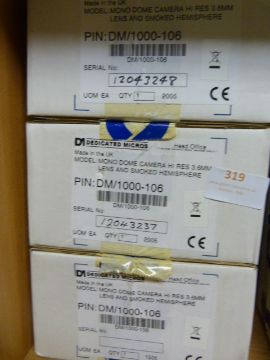 Made in the UK
MODEL: MONO DOME CAMERA HI RES 3.6MM
LENS AND SMOKED HEMISPHERE
PIN: DM/1000-106
DM/1000-106
SERIAL No:
12043248
UOM EA QTY 1 2005
CE
DEDICATED MICROS Head Office
Made in the UK
MODEL: MONO DOME CAMERA HI RES 3.6MM
LENS AND SMOKED HEMISPHERE
PIN: DM/1000-106
DM/1000-106
SERIAL No:
12043237
UOM EA QTY 1 2005
CE
319
DEDICATED MICROS Head Office
Made in the UK
MODEL: MONO DOME CAMERA HI RES 3.6MM
LENS AND SMOKED HEMISPHERE
PIN: DM/1000-106
DM/1000-106